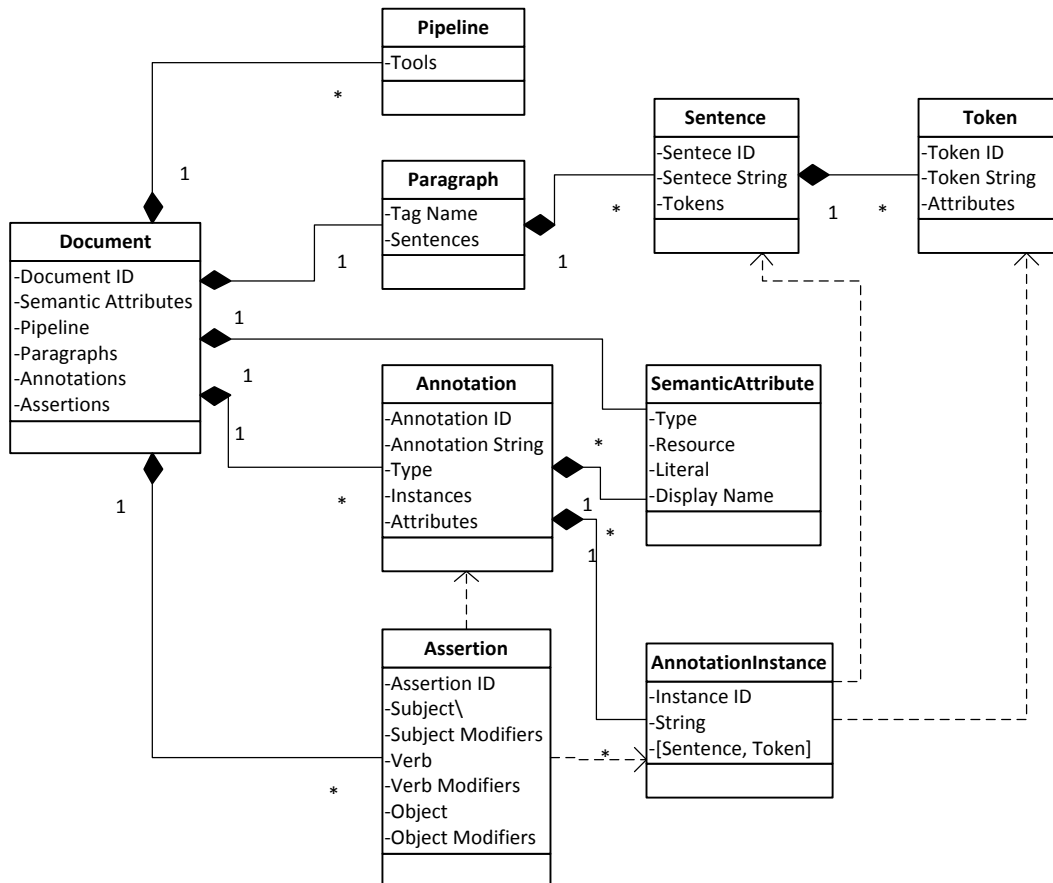 Pipeline
-Tools
*
1
Paragraph
-Tag Name
-Sentences
1
1
*
Sentence
-Sentece ID
-Sentece String
-Tokens
1
*
Token
-Token ID
-Token String
-Attributes
Document
-Document ID
-Semantic Attributes
-Pipeline
-Paragraphs
-Annotations
-Assertions
1
1
1
*
1
*
Annotation
-Annotation ID
-Annotation String
-Type
-Instances
-Attributes
*
1
*
1
SemanticAttribute
-Type
-Resource
-Literal
-Display Name
Assertion
-Assertion ID
-Subject\
-Subject Modifiers
-Verb
-Verb Modifiers
-Object
-Object Modifiers
*
AnnotationInstance
-Instance ID
-String
-[Sentence, Token]